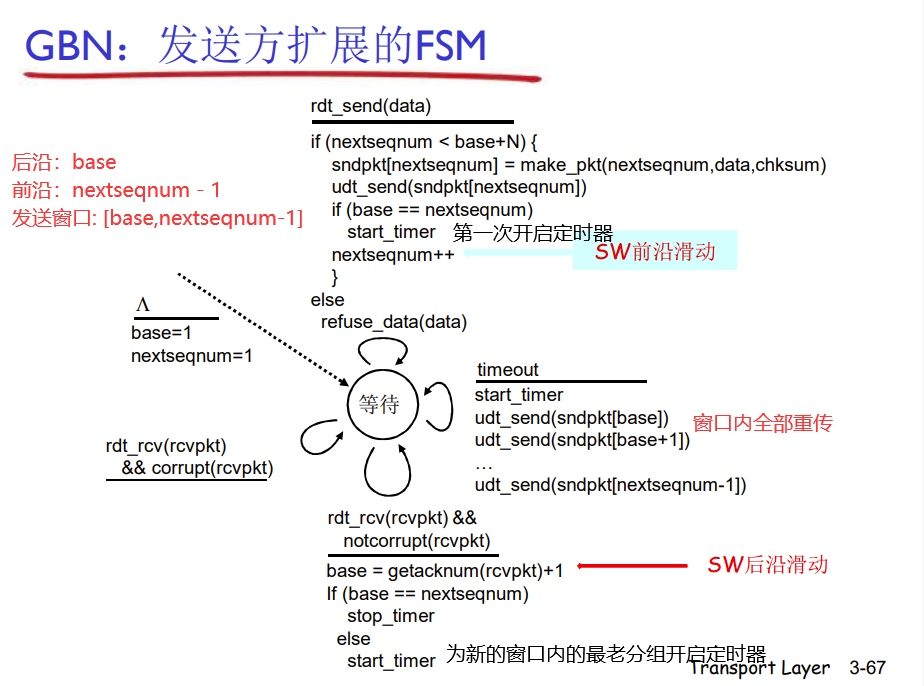 GBN：发送方扩展的FSM
rdt_send(data)
if (nextseqnum < base+N) {
sndpkt[nextseqnum] = make_pkt(nextseqnum,data,chksum)
udt_send(sndpkt[nextseqnum])
if (base == nextseqnum)
start_timer 第一次开启定时器
nextseqnum++ SW前沿滑动
}
else
refuse_data(data)
后沿：base
前沿：nextseqnum - 1
发送窗口: [base,nextseqnum-1]
Λ
base=1
nextseqnum=1
等待
timeout
start_timer
udt_send(sndpkt[base])
udt_send(sndpkt[base+1])
…
udt_send(sndpkt[nextseqnum-1])
窗口内全部重传
rdt_rcv(rcvpkt)
&& corrupt(rcvpkt)
rdt_rcv(rcvpkt) &&
notcorrupt(rcvpkt)
base = getacknum(rcvpkt)+1 SW后沿滑动
If (base == nextseqnum)
stop_timer
else
start_timer 为新的窗口内的最老分组开启定时器
Transport Layer 3-67